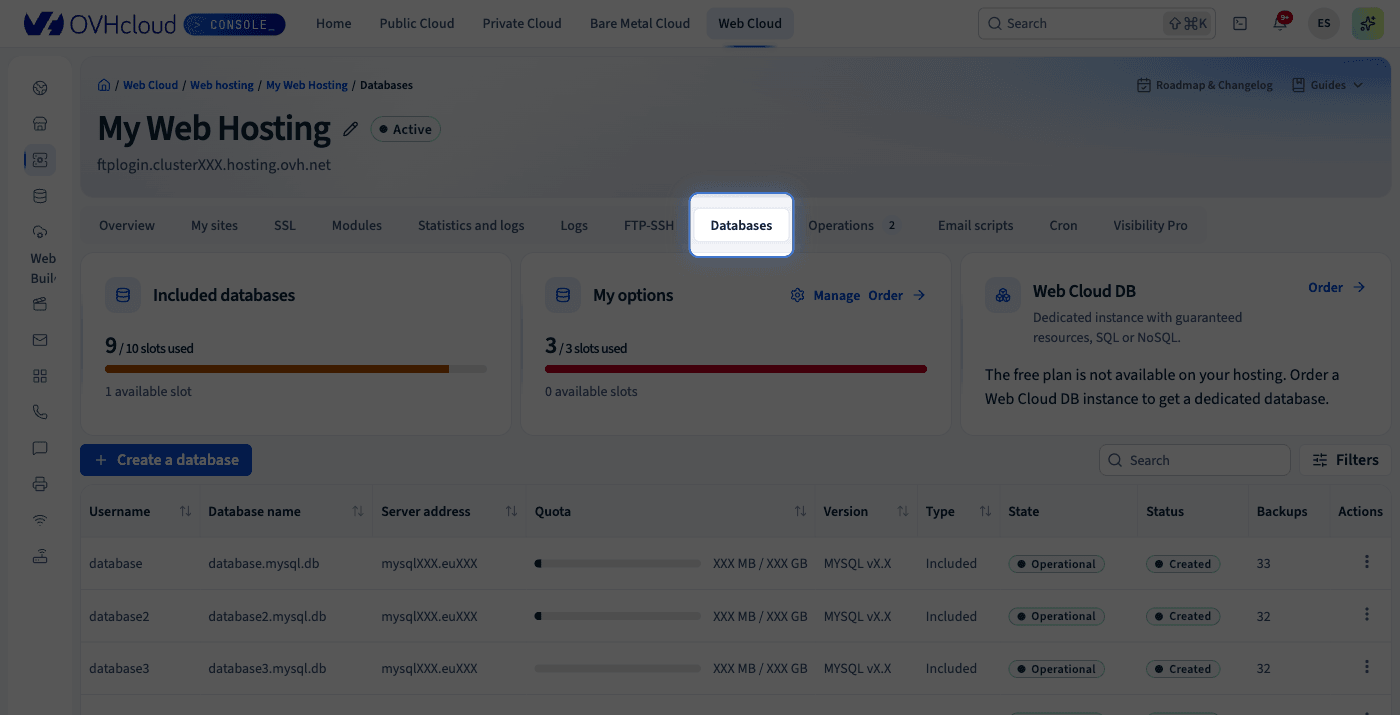 OVHcloud CONSOLE_ Home Public Cloud Private Cloud Bare Metal Cloud Web Cloud Search ⇧⌘K 9+ ES
/ Web Cloud / Web hosting / My Web Hosting / Databases Roadmap & Changelog Guides
My Web Hosting Active
ftplogin.clusterXXX.hosting.ovh.net
Overview My sites SSL Modules Statistics and logs Logs FTP-SSH Databases Operations 2 Email scripts Cron Visibility Pro
Web
Buil
Included databases
9 / 10 slots used
1 available slot
My options Manage Order
3 / 3 slots used
0 available slots
Web Cloud DB Order
Dedicated instance with guaranteed
resources, SQL or NoSQL.
The free plan is not available on your hosting. Order a
Web Cloud DB instance to get a dedicated database.
+ Create a database Search Filters
Username Database name Server address Quota Version Type State Status Backups Actions
database database.mysql.db mysqlXXX.euXXX XXX MB / XXX GB MYSQL vX.X Included Operational Created 33
database2 database2.mysql.db mysqlXXX.euXXX XXX MB / XXX GB MYSQL vX.X Included Operational Created 32
database3 database3.mysql.db mysqlXXX.euXXX XXX MB / XXX GB MYSQL vX.X Included Operational Created 32